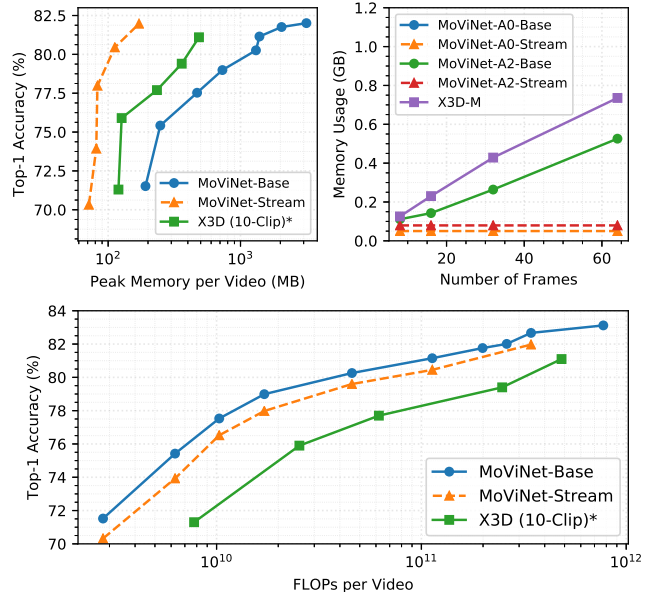 82.5
80.0
77.5
75.0
72.5
70.0
Top-1 Accuracy (%)
MoViNet-Base
MoViNet-Stream
X3D (10-Clip)*
10²
10³
Peak Memory per Video (MB)
1.2
1.0
0.8
0.6
0.4
0.2
0.0
Memory Usage (GB)
MoViNet-A0-Base
MoViNet-A0-Stream
MoViNet-A2-Base
MoViNet-A2-Stream
X3D-M
20
40
60
Number of Frames
84
82
80
78
76
74
72
70
Top-1 Accuracy (%)
MoViNet-Base
MoViNet-Stream
X3D (10-Clip)*
10¹⁰
10¹¹
10¹²
FLOPs per Video